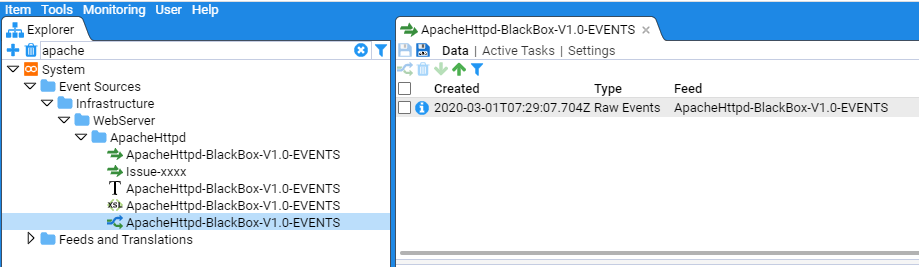 Item Tools Monitoring User Help
Explorer
apache
System
Event Sources
Infrastructure
WebServer
ApacheHttpd
ApacheHttpd-BlackBox-V1.0-EVENTS
Issue-xxxx
T ApacheHttpd-BlackBox-V1.0-EVENTS
XSL ApacheHttpd-BlackBox-V1.0-EVENTS
ApacheHttpd-BlackBox-V1.0-EVENTS
Feeds and Translations
ApacheHttpd-BlackBox-V1.0-EVENTS
Data | Active Tasks | Settings
Created Type Feed
2020-03-01T07:29:07.704Z Raw Events ApacheHttpd-BlackBox-V1.0-EVENTS